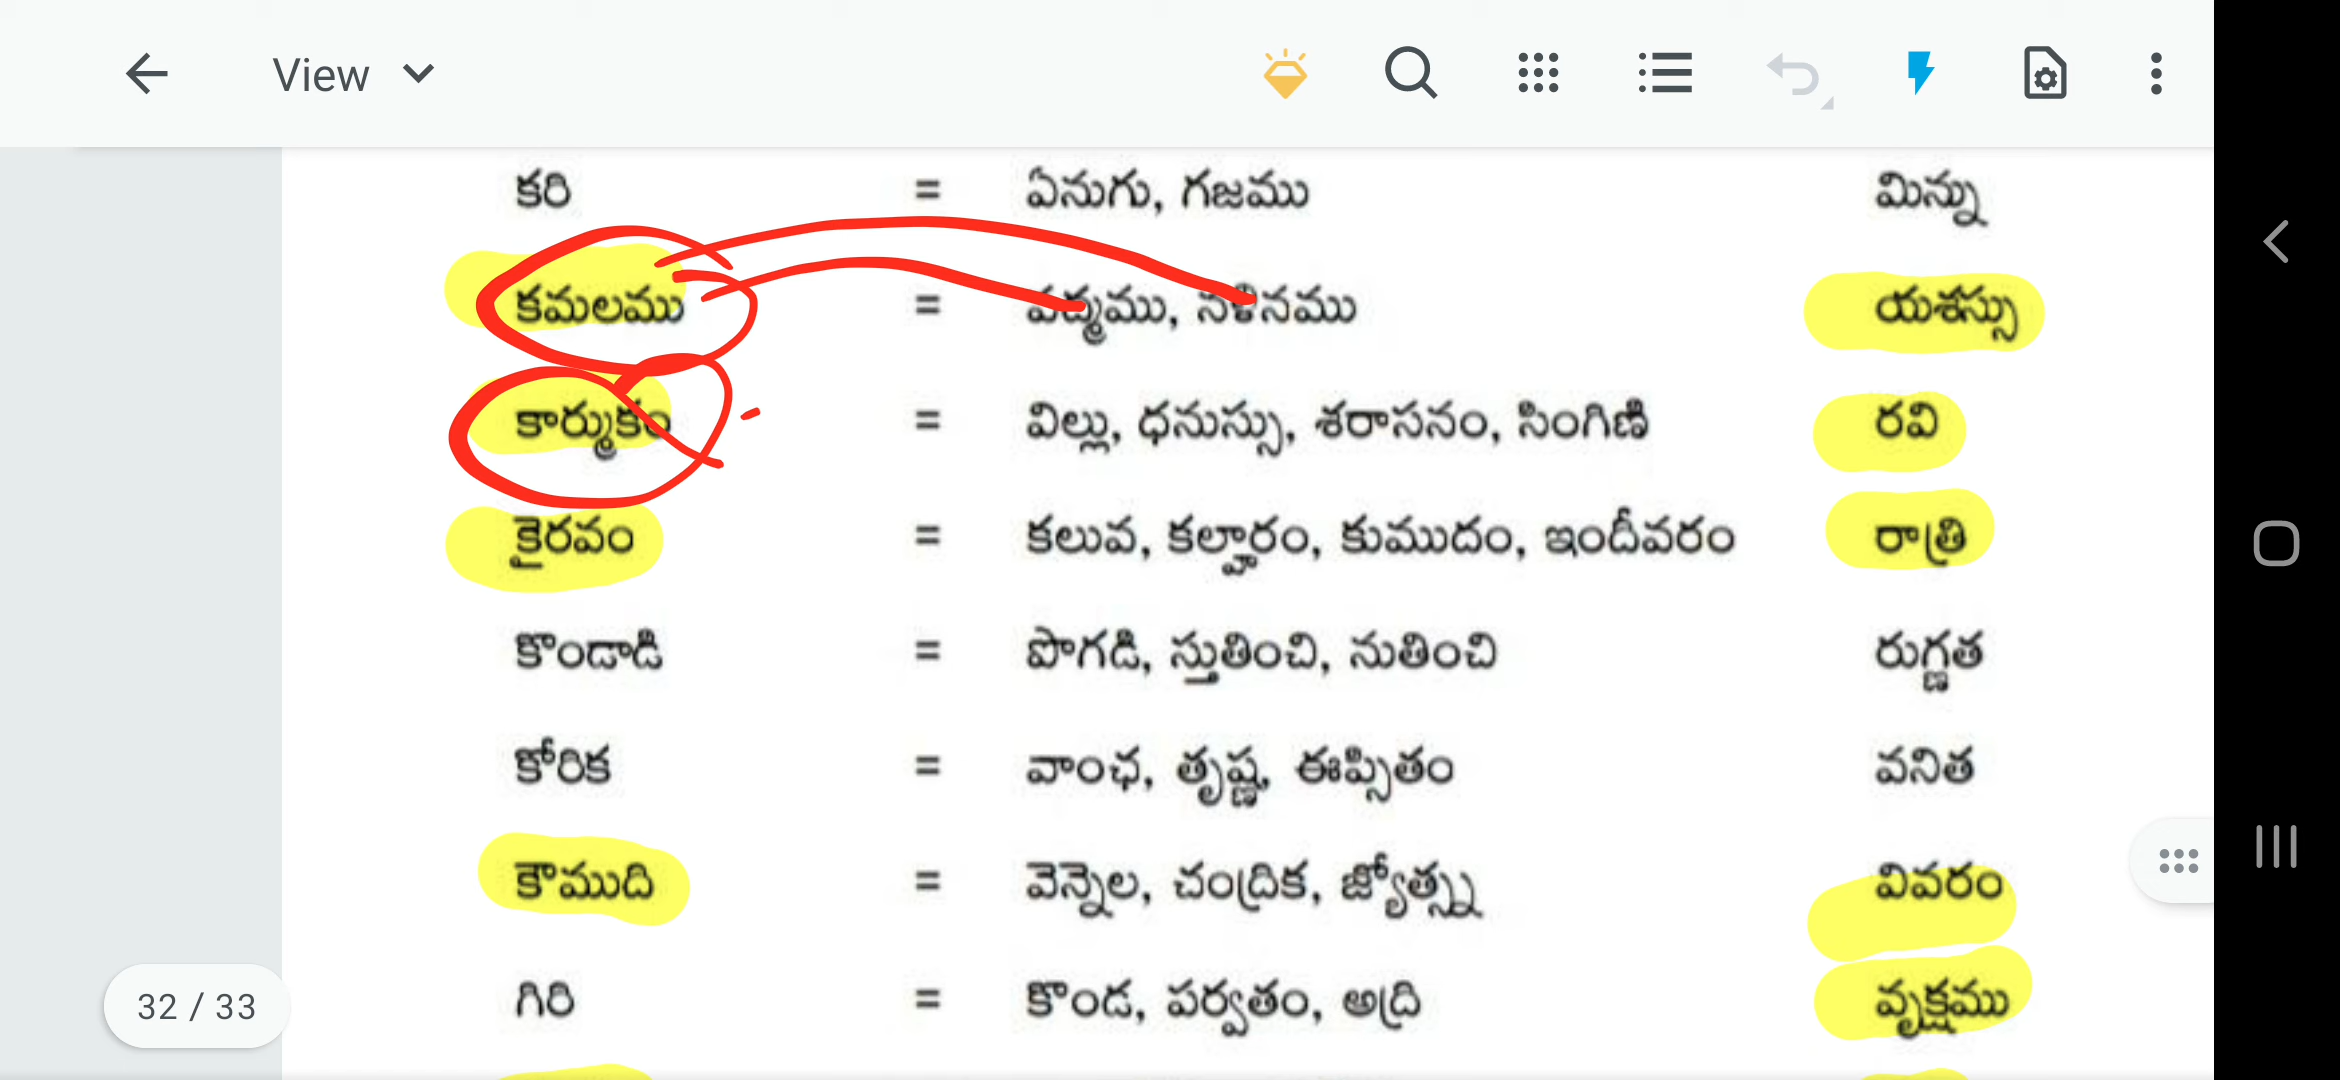 View
కరి = ఏనుగు, గజము మిన్ను
కమలము = పద్మము, నళినము యశస్సు
కార్ముకం = విల్లు, ధనుస్సు, శరాసనం, సింగిణి రవి
కైరవం = కలువ, కల్హారం, కుముదం, ఇందీవరం రాత్రి
కొండాడి = పొగడి, స్తుతించి, నుతించి రుగ్ణత
కోరిక = వాంఛ, తృష్ణ, ఈప్సితం వనిత
కౌముది = వెన్నెల, చంద్రిక, జ్యోత్స్న వివరం
గిరి = కొండ, పర్వతం, అద్రి వృక్షము
32 / 33